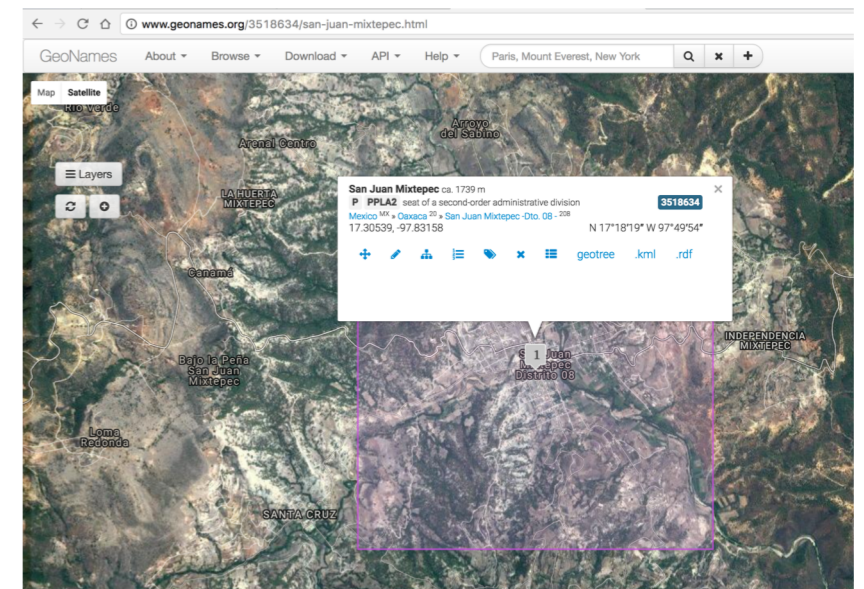 www.geonames.org/3518634/san-juan-mixtepec.html
GeoNames About Browse Download API Help Paris, Mount Everest, New York
Map Satellite
Rio Verde
Arroyo
del Sabino
Arenal Centro
Layers
LA HUERTA
MIXTEPEC
San Juan Mixtepec ca. 1739 m
P PPLA2 seat of a second-order administrative division 3518634
Mexico MX » Oaxaca 20 » San Juan Mixtepec -Dto. 08 - 208
17.30539, -97.83158 N 17°18'19" W 97°49'54"
geotree .kml .rdf
Canamá
INDEPENDENCIA
MIXTEPEC
1
Bajo la Peña
San Juan
Mixtepec
Distrito 08
Loma
Redonda
SANTA CRUZ